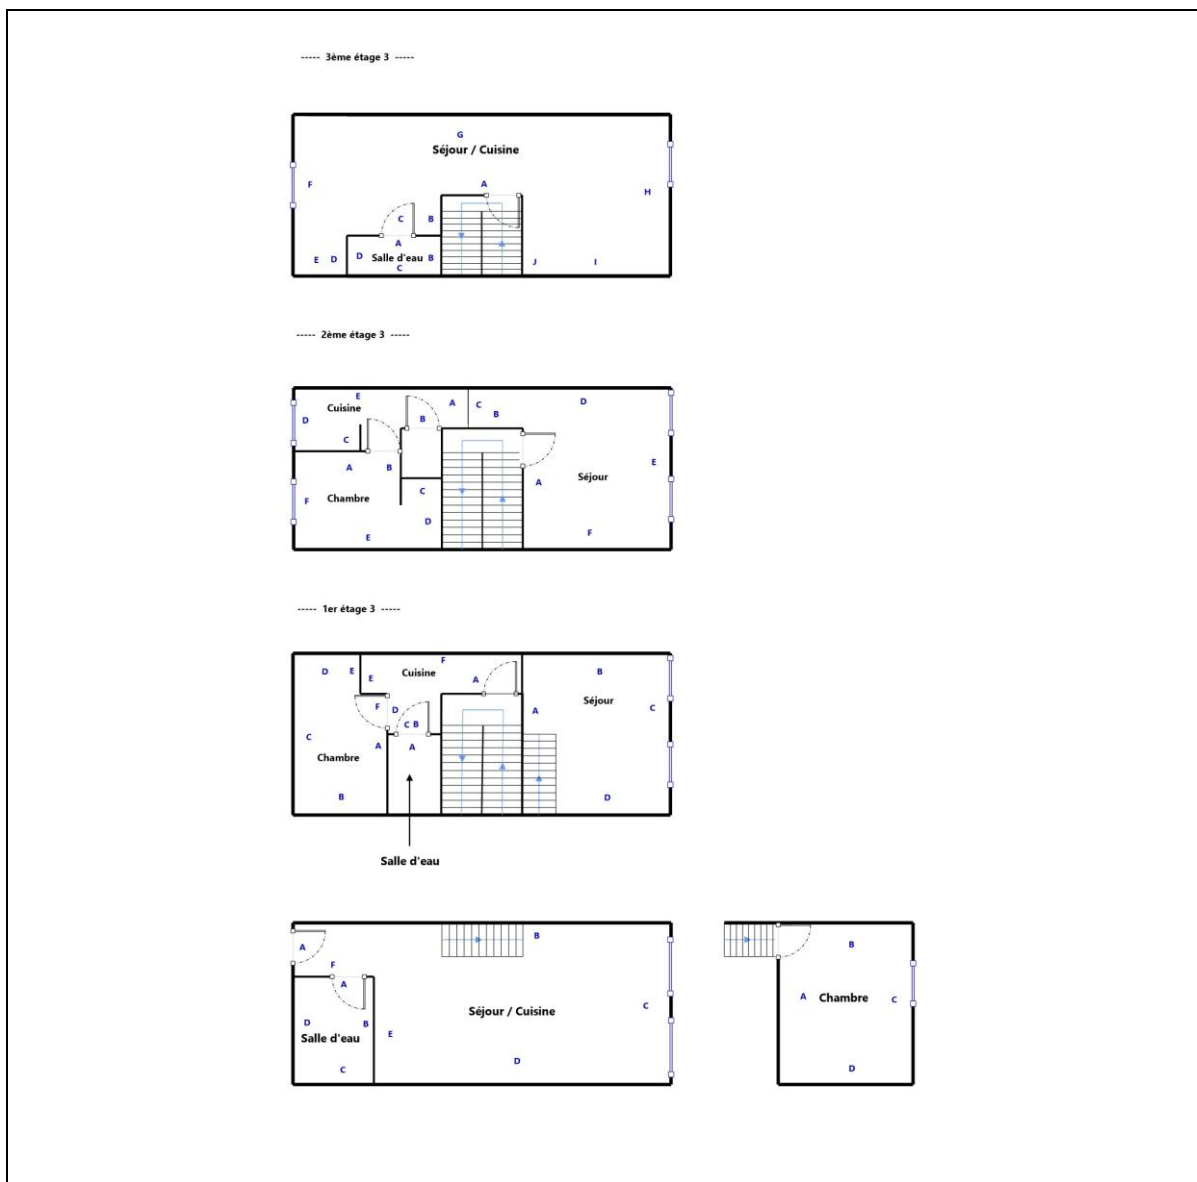 ----- 3ème étage 3 -----
G
Séjour / Cuisine
F
A
H
C
B
A
D
Salle d'eau
B
E
D
C
J
I
----- 2ème étage 3 -----
E
A
C
D
Cuisine
B
B
D
C
A
B
E
Séjour
A
C
F
Chambre
D
E
F
----- 1er étage 3 -----
F
D
E
E
Cuisine
A
B
Séjour
F
D
A
C
C
B
C
A
A
Chambre
B
D
Salle d'eau
A
B
F
A
D
B
Salle d'eau
C
E
Séjour / Cuisine
C
D
B
A
Chambre
C
D